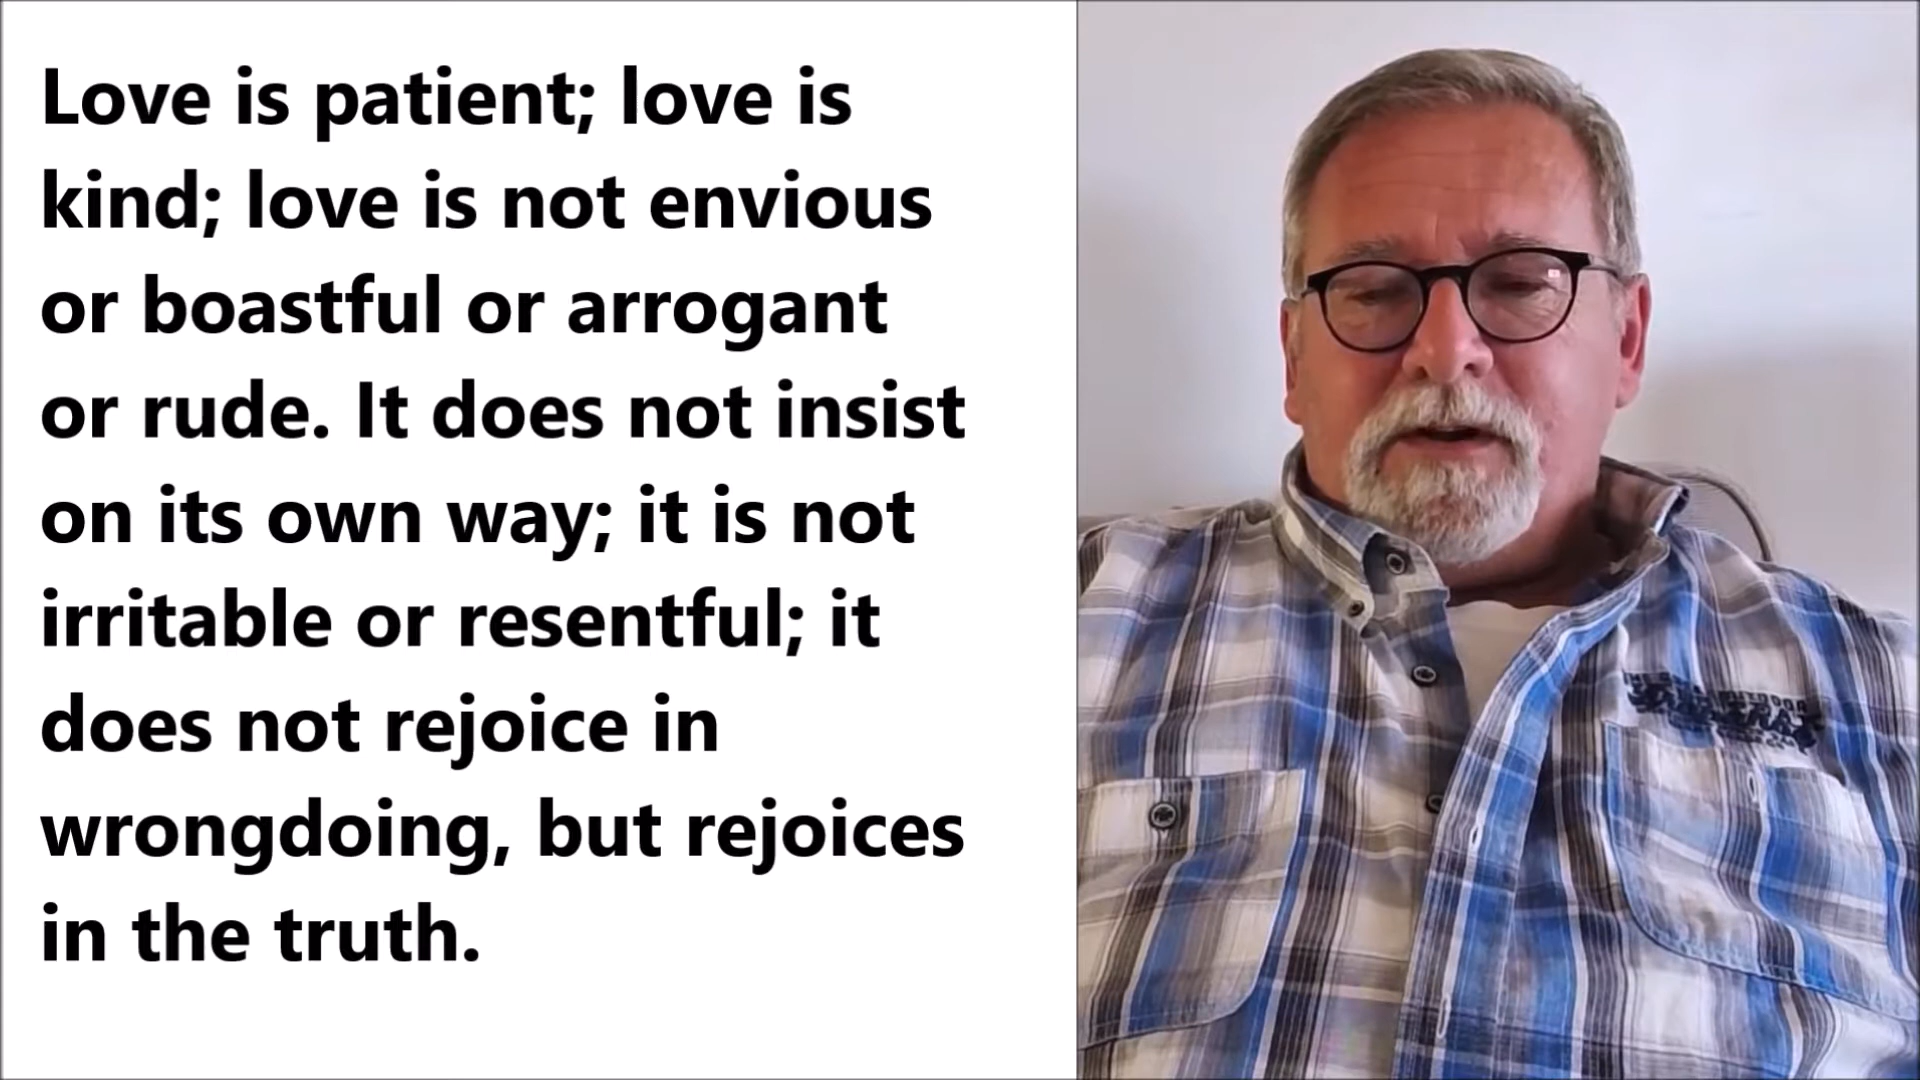 Love is patient; love is
kind; love is not envious
or boastful or arrogant
or rude. It does not insist
on its own way; it is not
irritable or resentful; it
does not rejoice in
wrongdoing, but rejoices
in the truth.